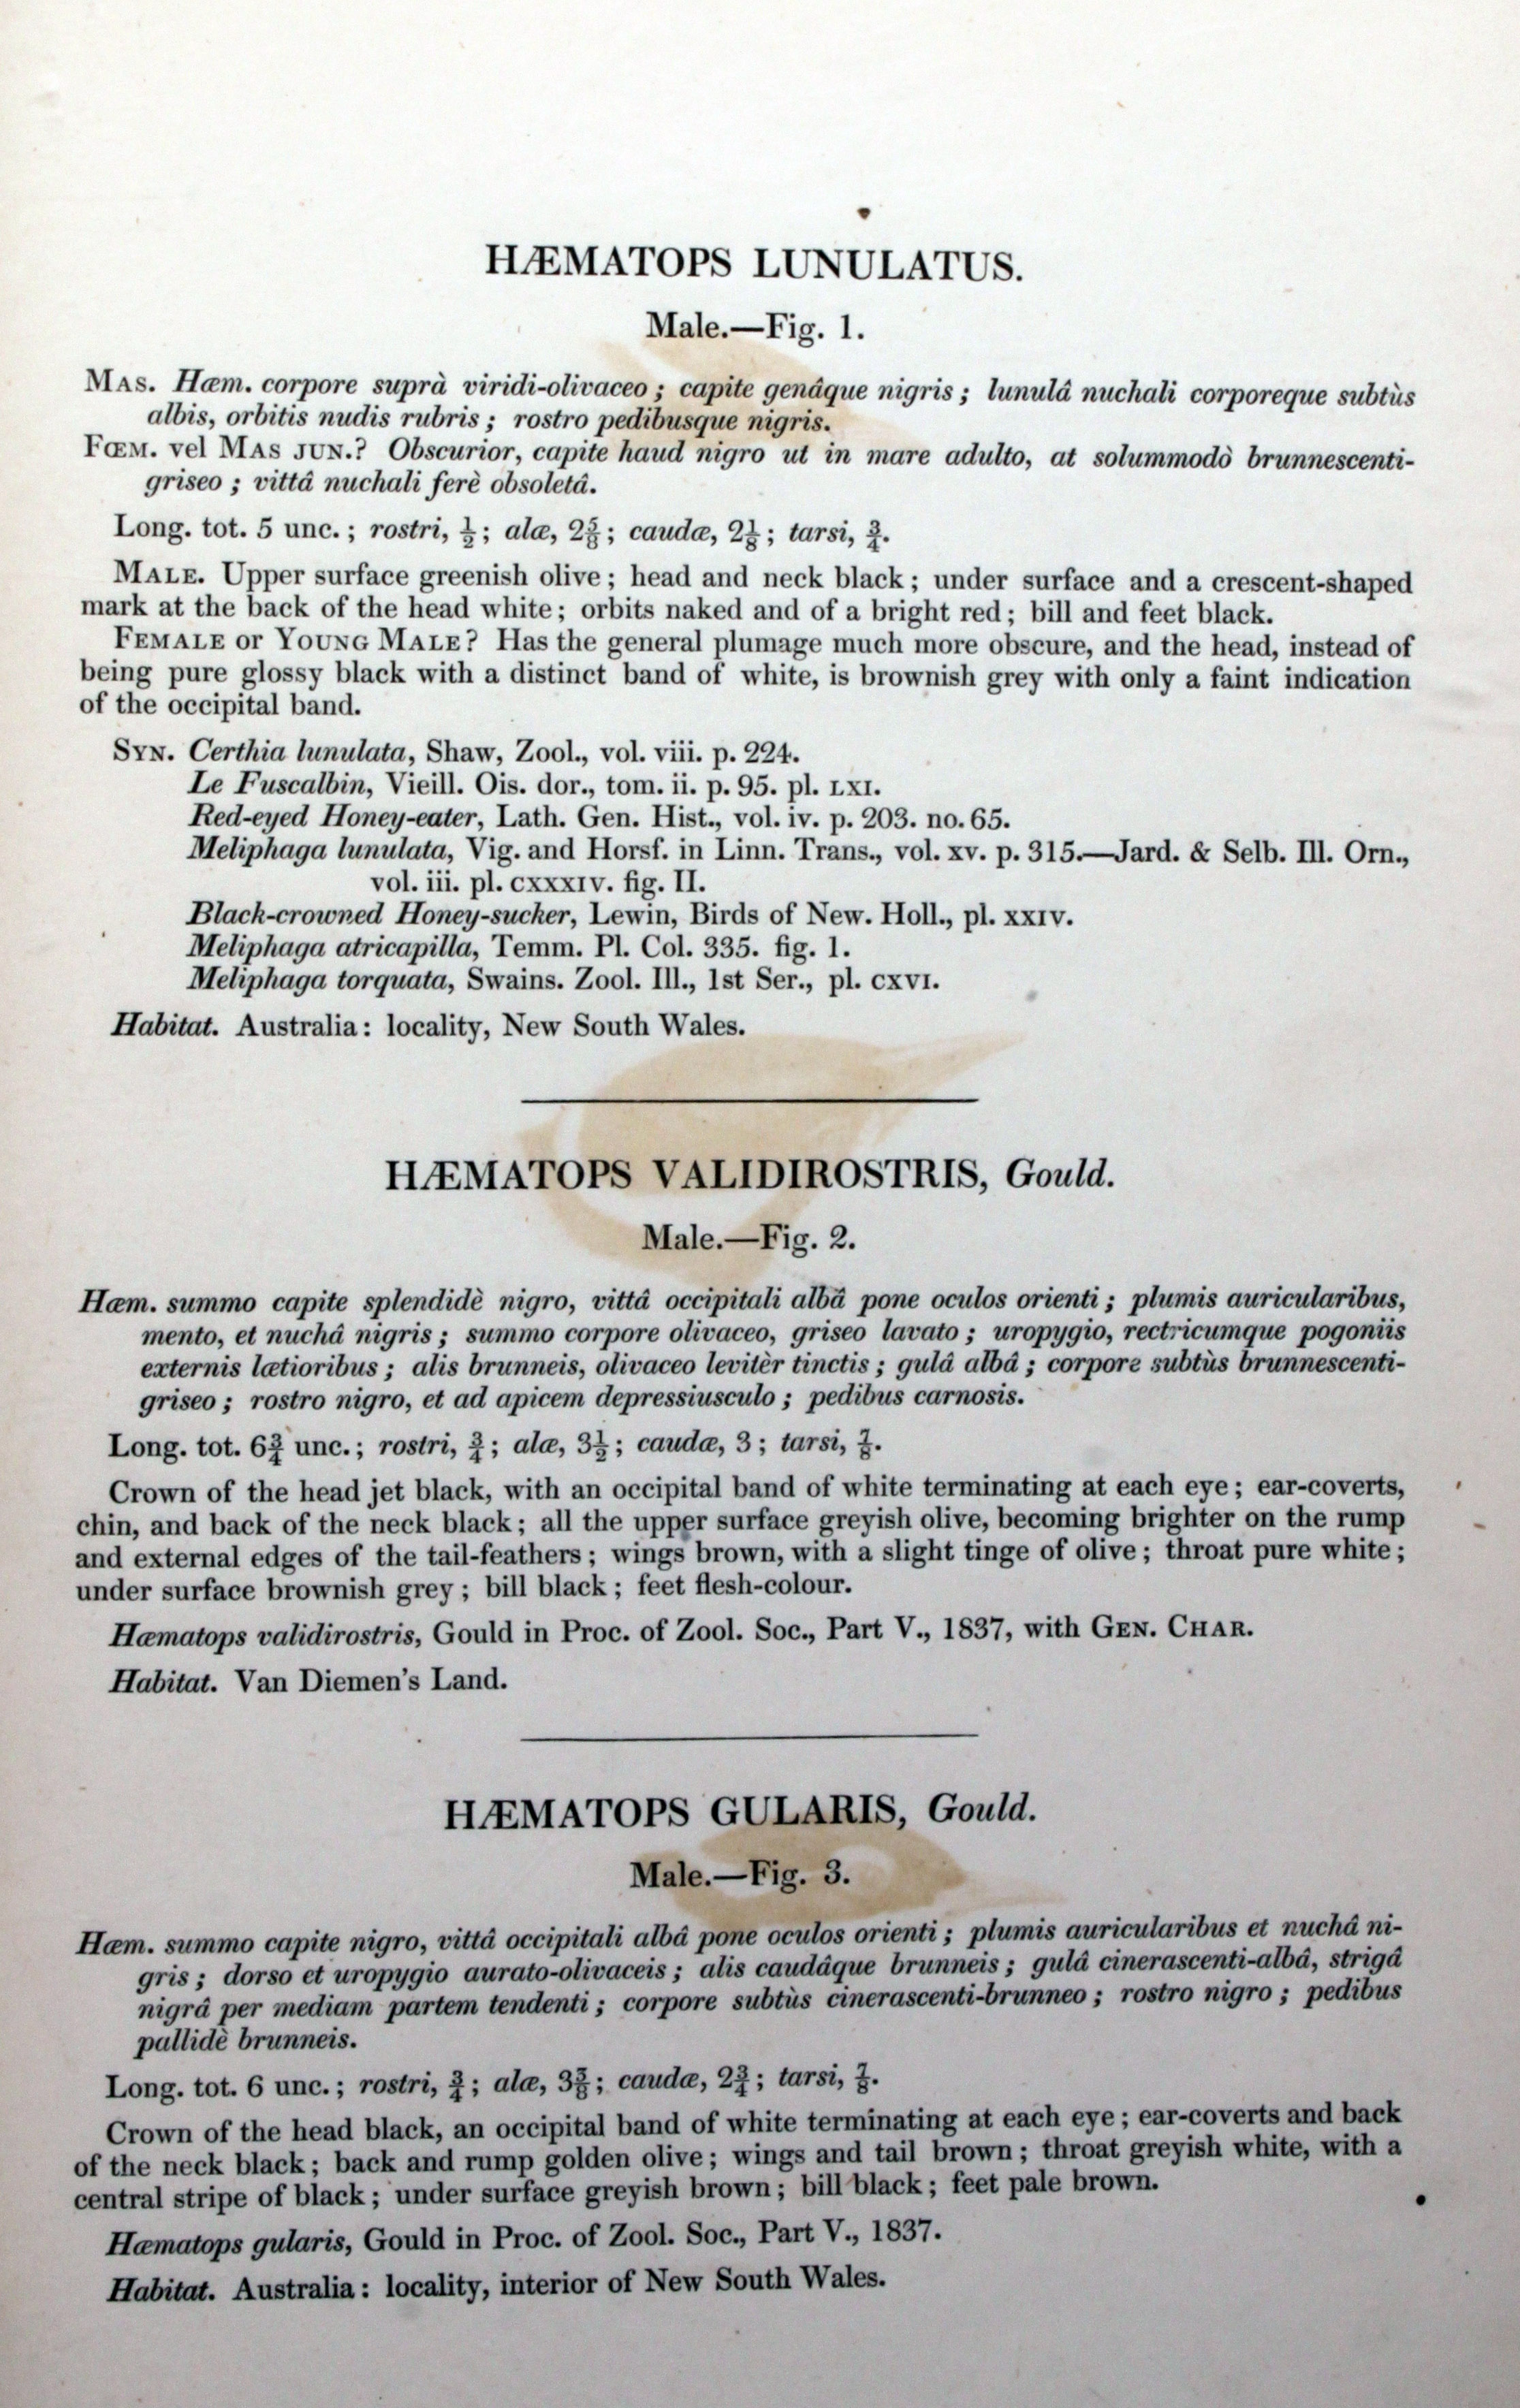 HÆMATOPS LUNULATUS.
Male.—Fig. 1.
Mas. Hæm. corpore suprà viridi-olivaceo ; capite genâque nigris ; lunulâ nuchali corporeque subtùs
albis, orbitis nudis rubris ; rostro pedibusque nigris.
Fœm. vel Mas jun.? Obscurior, capite haud nigro ut in mare adulto, at solummodò brunnescenti-
griseo ; vittâ nuchali ferè obsoletâ.
Long. tot. 5 unc. ; rostri, ½ ; alæ, ; caudæ, 2½ ; tarsi, ¾.
Male. Upper surface greenish olive ; head and neck black ; under surface and a crescent-shaped
mark at the back of the head white ; orbits naked and of a bright red ; bill and feet black.
Female or Young Male? Has the general plumage much more obscure, and the head, instead of
being pure glossy black with a distinct band of white, is brownish grey with only a faint indication
of the occipital band.
Syn. Certhia lunulata, Shaw, Zool., vol. viii. p. 224.
Le Fuscalbin, Vieill. Ois. dor., tom. ii. p. 95. pl. LXI.
Red-eyed Honey-eater, Lath. Gen. Hist., vol. iv. p. 203. no. 65.
Meliphaga lunulata, Vig. and Horsf. in Linn. Trans., vol. xv. p. 315.—Jard. & Selb. Ill. Orn.,
vol. iii. pl. CXXXIV. fig. II.
Black-crowned Honey-sucker, Lewin, Birds of New. Holl., pl. XXIV.
Meliphaga atricapilla, Temm. Pl. Col. 335. fig. 1.
Meliphaga torquata, Swains. Zool. Ill., 1st Ser., pl. CXVI.
Habitat. Australia : locality, New South Wales.
HÆMATOPS VALIDIROSTRIS, Gould.
Male.—Fig. 2.
Hæm. summo capite splendidè nigro, vittâ occipitali albâ pone oculos orienti ; plumis auricularibus,
mento, et nuchâ nigris ; summo corpore olivaceo, griseo lavato ; uropygio, rectricumque pogoniis
externis lætioribus ; alis brunneis, olivaceo levitèr tinctis ; gulâ albâ ; corpore subtùs brunnescenti-
griseo ; rostro nigro, et ad apicem depressiusculo ; pedibus carnosis.
Long. tot. 6¾ unc. ; rostri, ¾ ; alæ, 3½ ; caudæ, 3 ; tarsi, ⅞.
Crown of the head jet black, with an occipital band of white terminating at each eye ; ear-coverts,
chin, and back of the neck black ; all the upper surface greyish olive, becoming brighter on the rump
and external edges of the tail-feathers ; wings brown, with a slight tinge of olive ; throat pure white ;
under surface brownish grey ; bill black ; feet flesh-colour.
Hæmatops validirostris, Gould in Proc. of Zool. Soc., Part V., 1837, with Gen. Char.
Habitat. Van Diemen's Land.
HÆMATOPS GULARIS, Gould.
Male.—Fig. 3.
Hæm. summo capite nigro, vittâ occipitali albâ pone oculos orienti ; plumis auricularibus et nuchâ ni-
gris ; dorso et uropygio aurato-olivaceis ; alis caudâque brunneis ; gulâ cinerascenti-albâ, strigâ
nigrâ per mediam partem tendenti ; corpore subtùs cinerascenti-brunneo ; rostro nigro ; pedibus
pallidè brunneis.
Long. tot. 6 unc. ; rostri, ¾ ; alæ, ; caudæ, 2¾ ; tarsi, ⅞.
Crown of the head black, an occipital band of white terminating at each eye ; ear-coverts and back
of the neck black ; back and rump golden olive ; wings and tail brown ; throat greyish white, with a
central stripe of black ; under surface greyish brown ; bill black ; feet pale brown.
Hæmatops gularis, Gould in Proc. of Zool. Soc., Part V., 1837.
Habitat. Australia : locality, interior of New South Wales.